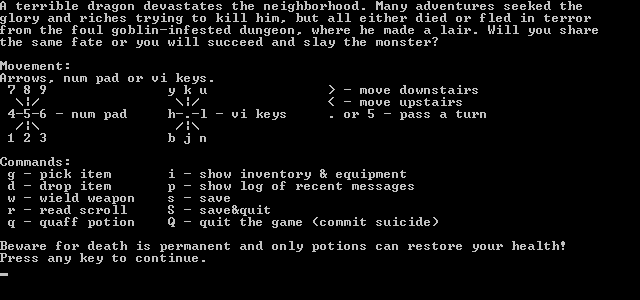 A terrible dragon devastates the neighborhood. Many adventures seeked the
glory and riches trying to kill him, but all either died or fled in terror
from the foul goblin-infested dungeon, where he made a lair. Will you share
the same fate or you will succeed and slay the monster?
Movement:
Arrows, num pad or vi keys.
7 8 9 y k u > - move downstairs
\|/ \|/ < - move upstairs
4-5-6 - num pad h-.-l - vi keys . or 5 - pass a turn
/|\ /|\
1 2 3 b j n
Commands:
g - pick item i - show inventory & equipment
d - drop item p - show log of recent messages
w - wield weapon s - save
r - read scroll S - save&quit
q - quaff potion Q - quit the game (commit suicide)
Beware for death is permanent and only potions can restore your health!
Press any key to continue.
_